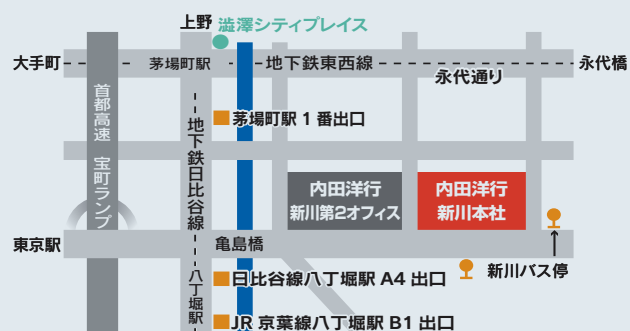 上野 澁澤シティプレイス
大手町 茅場町駅 地下鉄東西線 永代橋
永代通り
首都高速 宝町ランプ
茅場町駅1番出口
地下鉄日比谷線
内田洋行
新川第2オフィス
内田洋行
新川本社
東京駅 亀島橋
新川バス停
八丁堀駅
日比谷線八丁堀駅 A4 出口
JR 京葉線八丁堀駅 B1 出口